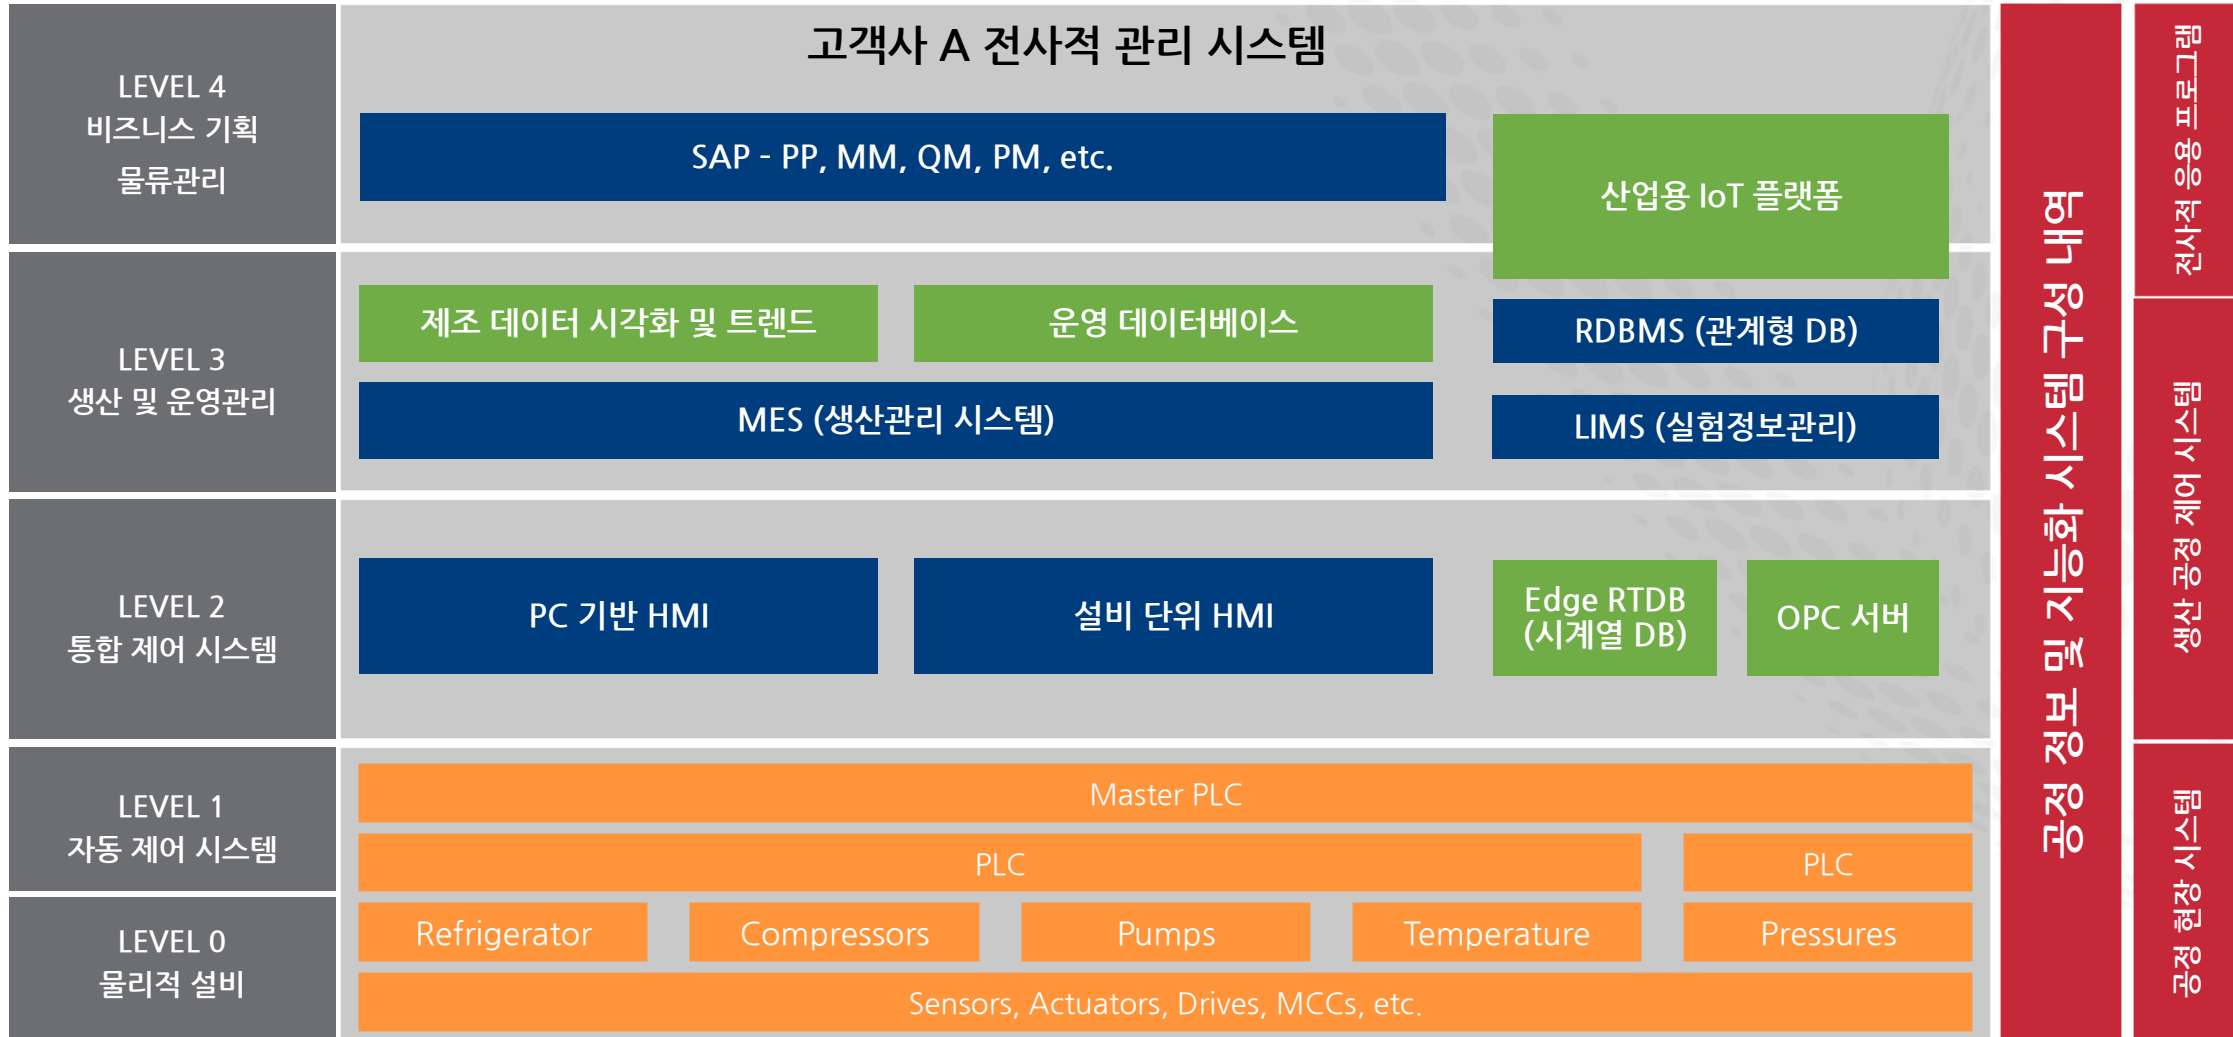 고객사 A 전사적 관리 시스템
LEVEL 4
비즈니스 기획
물류관리
SAP - PP, MM, QM, PM, etc.
산업용 IoT 플랫폼
LEVEL 3
생산 및 운영관리
제조 데이터 시각화 및 트렌드
운영 데이터베이스
RDBMS (관계형 DB)
MES (생산관리 시스템)
LIMS (실험정보관리)
LEVEL 2
통합 제어 시스템
PC 기반 HMI
설비 단위 HMI
Edge RTDB
(시계열 DB)
OPC 서버
LEVEL 1
자동 제어 시스템
Master PLC
PLC
PLC
LEVEL 0
물리적 설비
Refrigerator
Compressors
Pumps
Temperature
Pressures
Sensors, Actuators, Drives, MCCs, etc.
공정 정보 및 지능화 시스템 구성 내역
전사적 응용 프로그램
생산 공정 제어 시스템
공정 현장 시스템